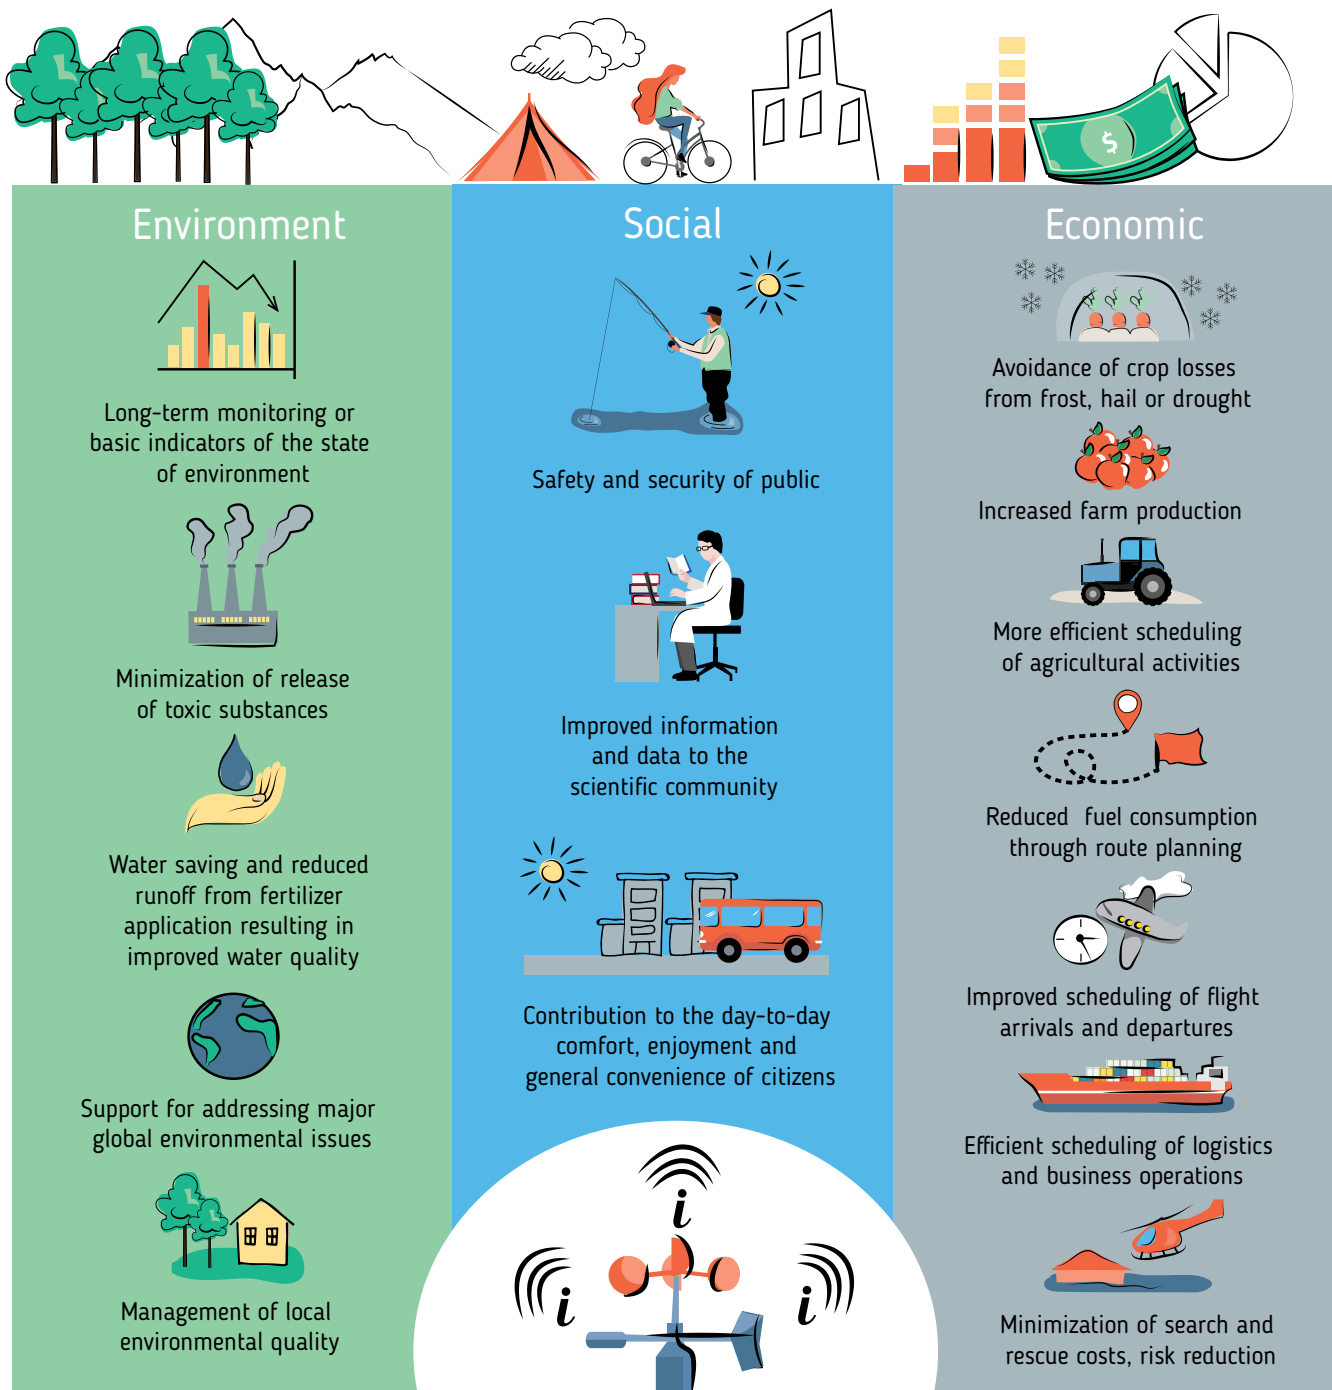 $
Environment
Long-term monitoring or
basic indicators of the state
of environment
Minimization of release
of toxic substances
Water saving and reduced
runoff from fertilizer
application resulting in
improved water quality
Support for addressing major
global environmental issues
Management of local
environmental quality
Social
Safety and security of public
Improved information
and data to the
scientific community
Contribution to the day-to-day
comfort, enjoyment and
general convenience of citizens
i
i
i
Economic
Avoidance of crop losses
from frost, hail or drought
Increased farm production
More efficient scheduling
of agricultural activities
Reduced fuel consumption
through route planning
Improved scheduling of flight
arrivals and departures
Efficient scheduling of logistics
and business operations
Minimization of search and
rescue costs, risk reduction